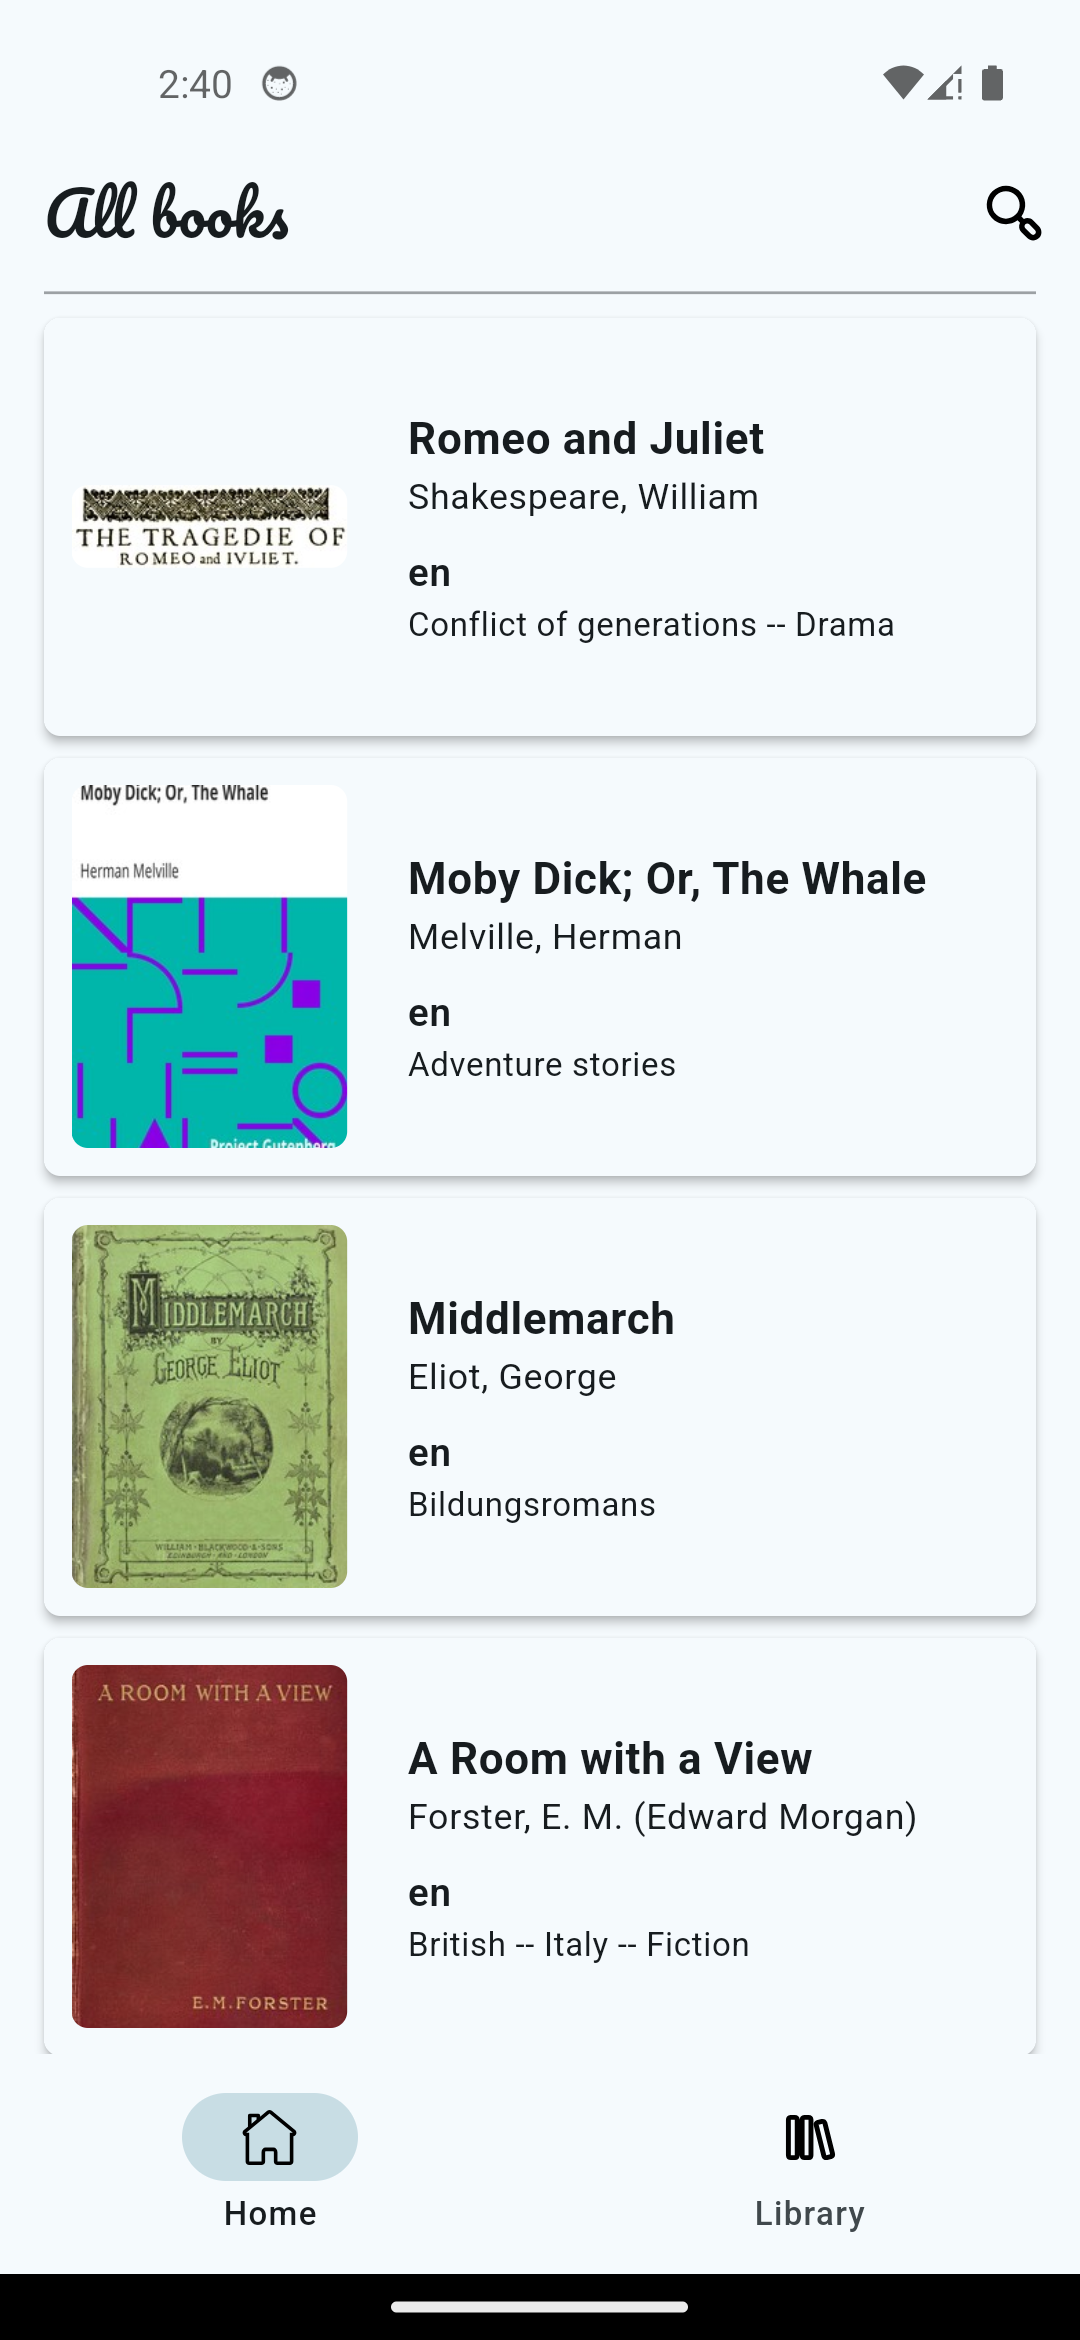 2:40
All books
THE TRAGEDIE OF
ROMEO and IVLIET.
Romeo and Juliet
Shakespeare, William
en
Conflict of generations -- Drama
Moby Dick; Or, The Whale
Herman Melville
Project Gutenberg
Moby Dick; Or, The Whale
Melville, Herman
en
Adventure stories
MIDDLEMARCH
BY
GEORGE ELIOT
WILLIAM·BLACKWOOD·&·SONS
EDINBURGH·AND·LONDON
Middlemarch
Eliot, George
en
Bildungsromans
A ROOM WITH A VIEW
E.M.FORSTER
A Room with a View
Forster, E. M. (Edward Morgan)
en
British -- Italy -- Fiction
Home
Library